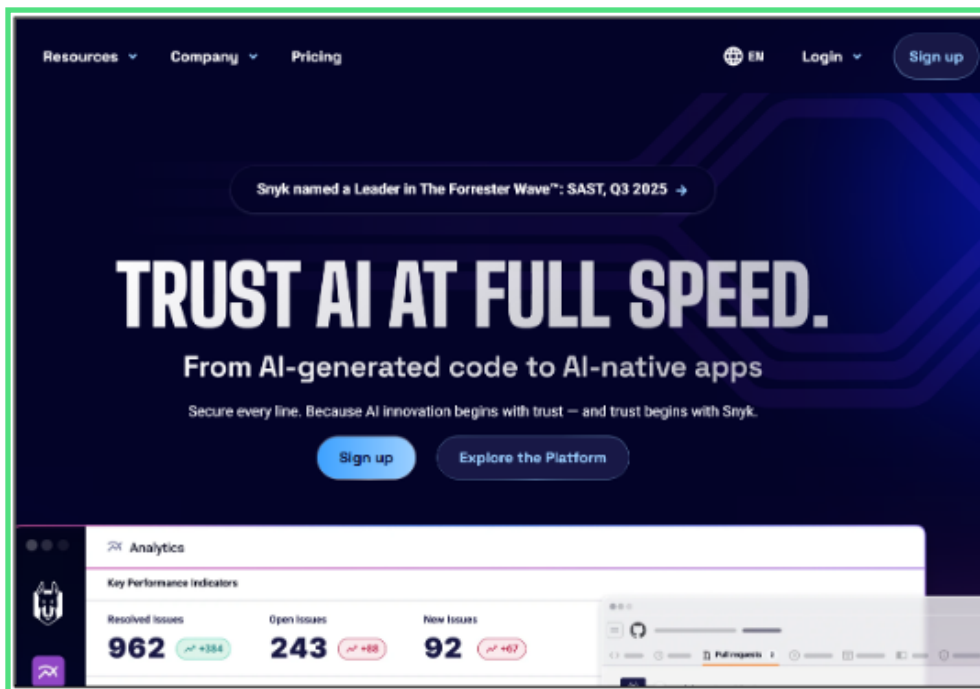 Resources Company Pricing EN Login Sign up
Snyk named a Leader in The Forrester Wave™: SAST, Q3 2025 →
TRUST AI AT FULL SPEED.
From AI-generated code to AI-native apps
Secure every line. Because AI innovation begins with trust — and trust begins with Snyk.
Sign up Explore the Platform
Analytics
Key Performance Indicators
Resolved Issues Open Issues New Issues
962 +384 243 +88 92 +67
Pull requests